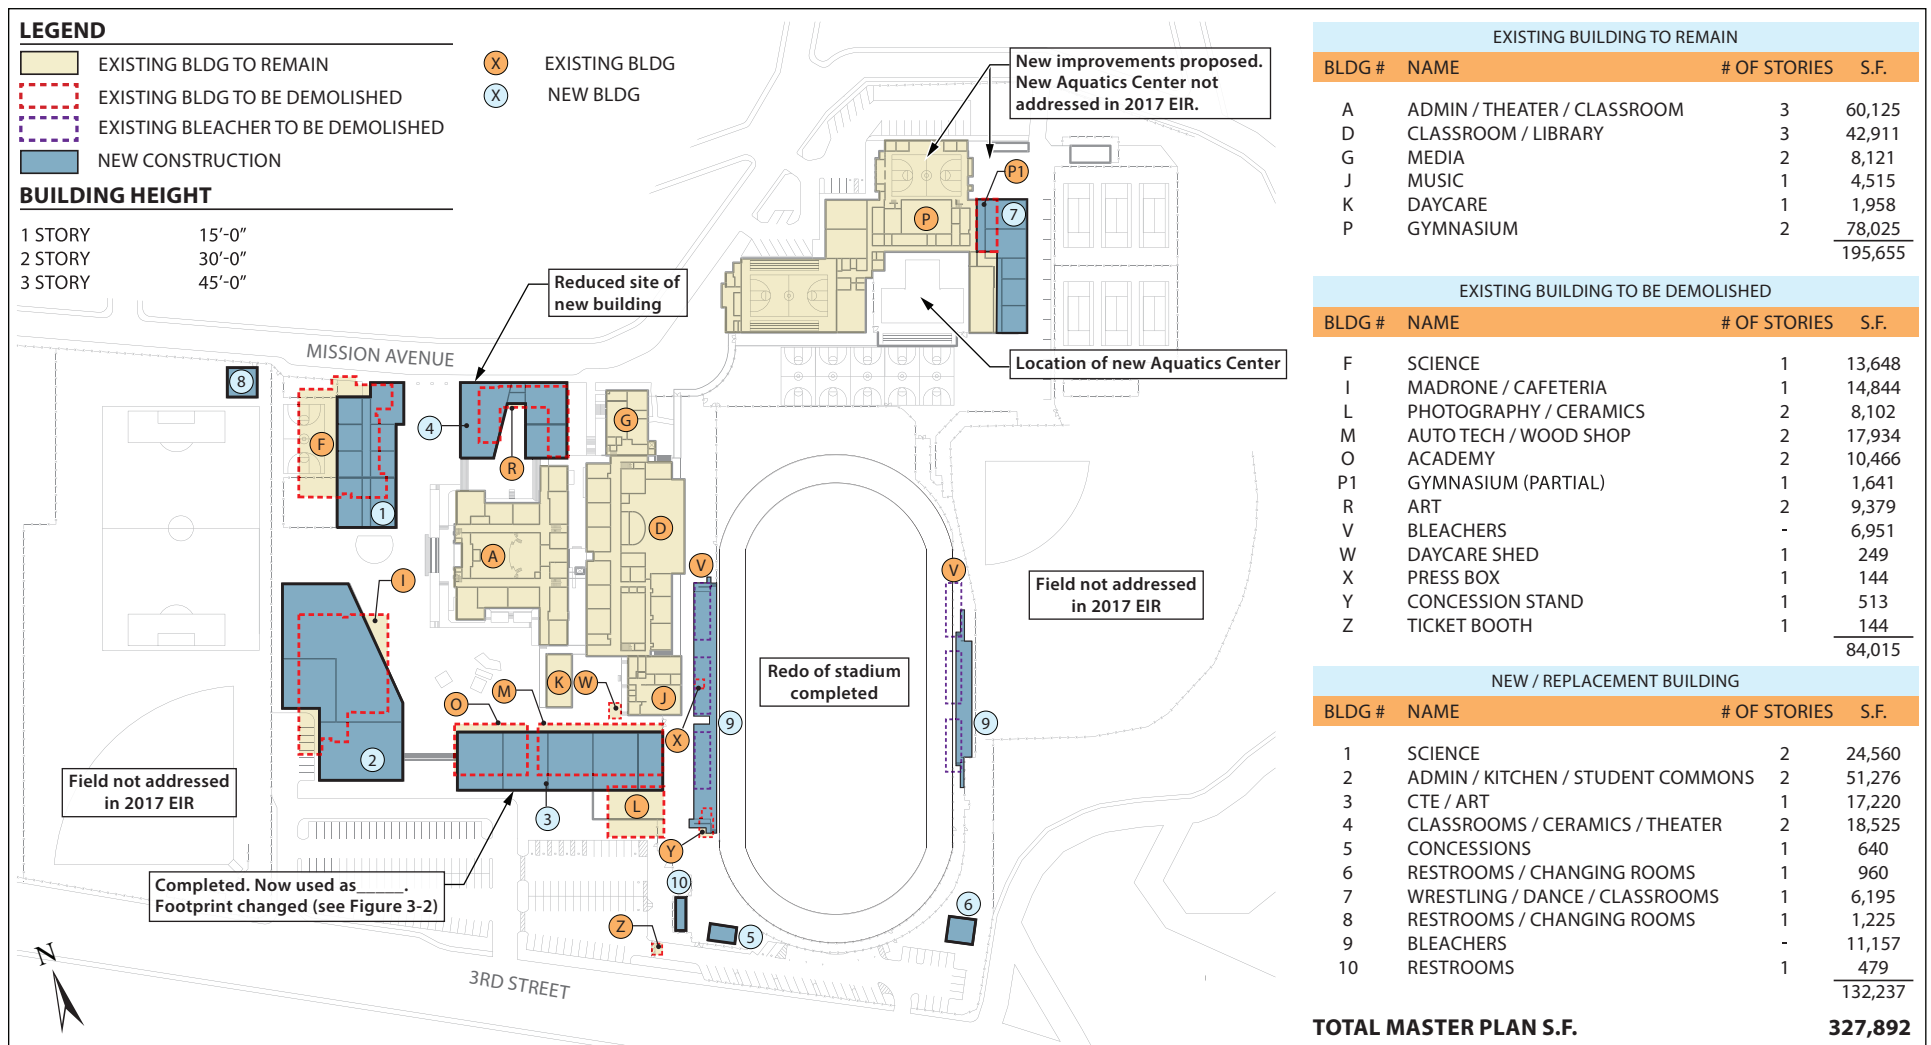 LEGEND
EXISTING BLDG TO REMAIN
EXISTING BLDG TO BE DEMOLISHED
EXISTING BLEACHER TO BE DEMOLISHED
NEW CONSTRUCTION
X EXISTING BLDG
X NEW BLDG
BUILDING HEIGHT
1 STORY 15'-0"
2 STORY 30'-0"
3 STORY 45'-0"
New improvements proposed.
New Aquatics Center not
addressed in 2017 EIR.
P1
7
P
Reduced site of
new building
Location of new Aquatics Center
MISSION AVENUE
8
4
G
F
R
1
D
A
V
V
I
Field not addressed
in 2017 EIR
Redo of stadium
completed
K
W
J
M
O
9
9
X
2
Field not addressed
in 2017 EIR
L
3
Y
Completed. Now used as_____.
Footprint changed (see Figure 3-2)
10
6
Z
5
N
3RD STREET
EXISTING BUILDING TO REMAIN
BLDG # NAME # OF STORIES S.F.
A ADMIN / THEATER / CLASSROOM 3 60,125
D CLASSROOM / LIBRARY 3 42,911
G MEDIA 2 8,121
J MUSIC 1 4,515
K DAYCARE 1 1,958
P GYMNASIUM 2 78,025
195,655
EXISTING BUILDING TO BE DEMOLISHED
BLDG # NAME # OF STORIES S.F.
F SCIENCE 1 13,648
I MADRONE / CAFETERIA 1 14,844
L PHOTOGRAPHY / CERAMICS 2 8,102
M AUTO TECH / WOOD SHOP 2 17,934
O ACADEMY 2 10,466
P1 GYMNASIUM (PARTIAL) 1 1,641
R ART 2 9,379
V BLEACHERS - 6,951
W DAYCARE SHED 1 249
X PRESS BOX 1 144
Y CONCESSION STAND 1 513
Z TICKET BOOTH 1 144
84,015
NEW / REPLACEMENT BUILDING
BLDG # NAME # OF STORIES S.F.
1 SCIENCE 2 24,560
2 ADMIN / KITCHEN / STUDENT COMMONS 2 51,276
3 CTE / ART 1 17,220
4 CLASSROOMS / CERAMICS / THEATER 2 18,525
5 CONCESSIONS 1 640
6 RESTROOMS / CHANGING ROOMS 1 960
7 WRESTLING / DANCE / CLASSROOMS 1 6,195
8 RESTROOMS / CHANGING ROOMS 1 1,225
9 BLEACHERS - 11,157
10 RESTROOMS 1 479
132,237
TOTAL MASTER PLAN S.F. 327,892